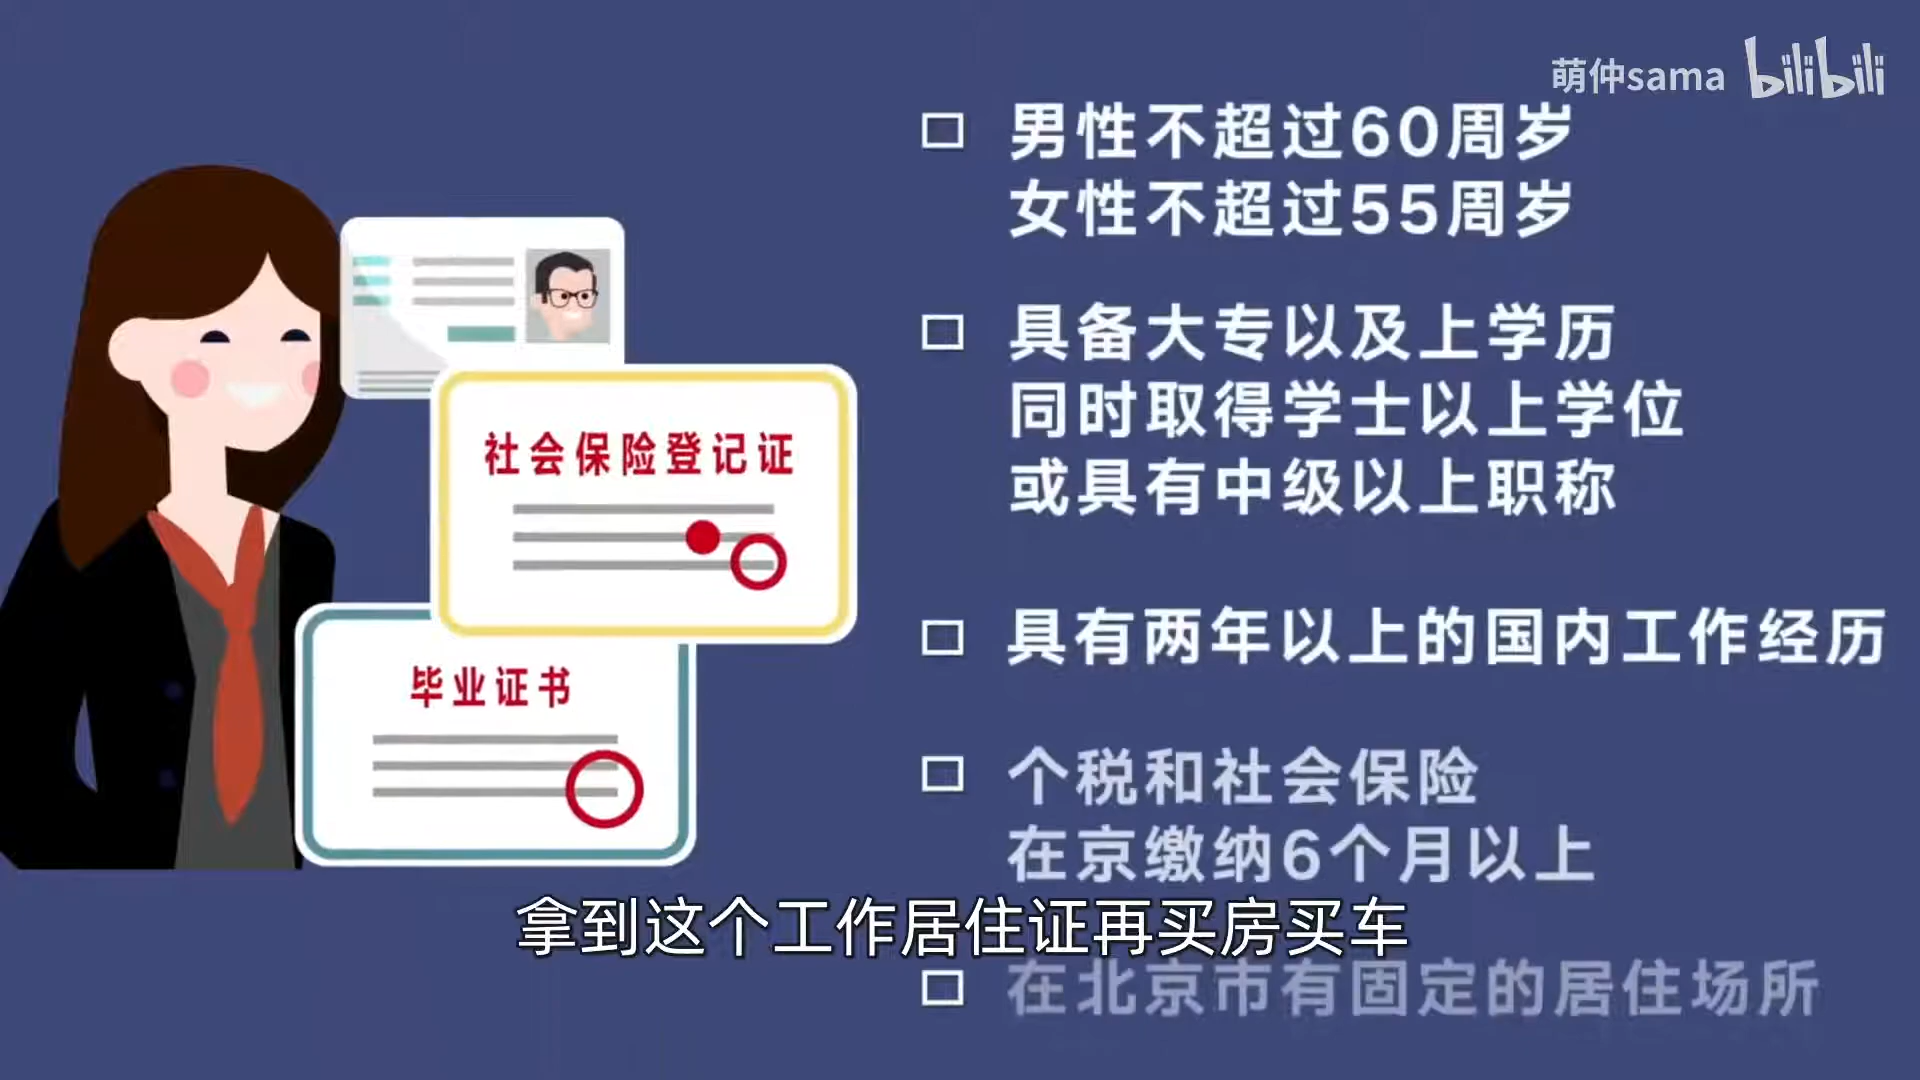 萌仲sama bilibili
男性不超过60周岁
女性不超过55周岁
具备大专以及上学历
同时取得学士以上学位
或具有中级以上职称
具有两年以上的国内工作经历
个税和社会保险
在京缴纳6个月以上
在北京市有固定的居住场所
社会保险登记证
毕业证书
拿到这个工作居住证再买房买车